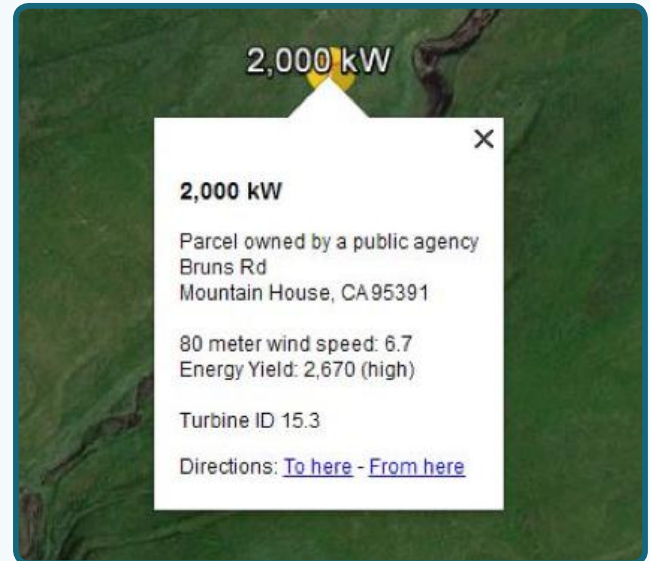 2,000 kW
2,000 kW
Parcel owned by a public agency
Bruns Rd
Mountain House, CA 95391
80 meter wind speed: 6.7
Energy Yield: 2,670 (high)
Turbine ID 15.3
Directions: To here - From here